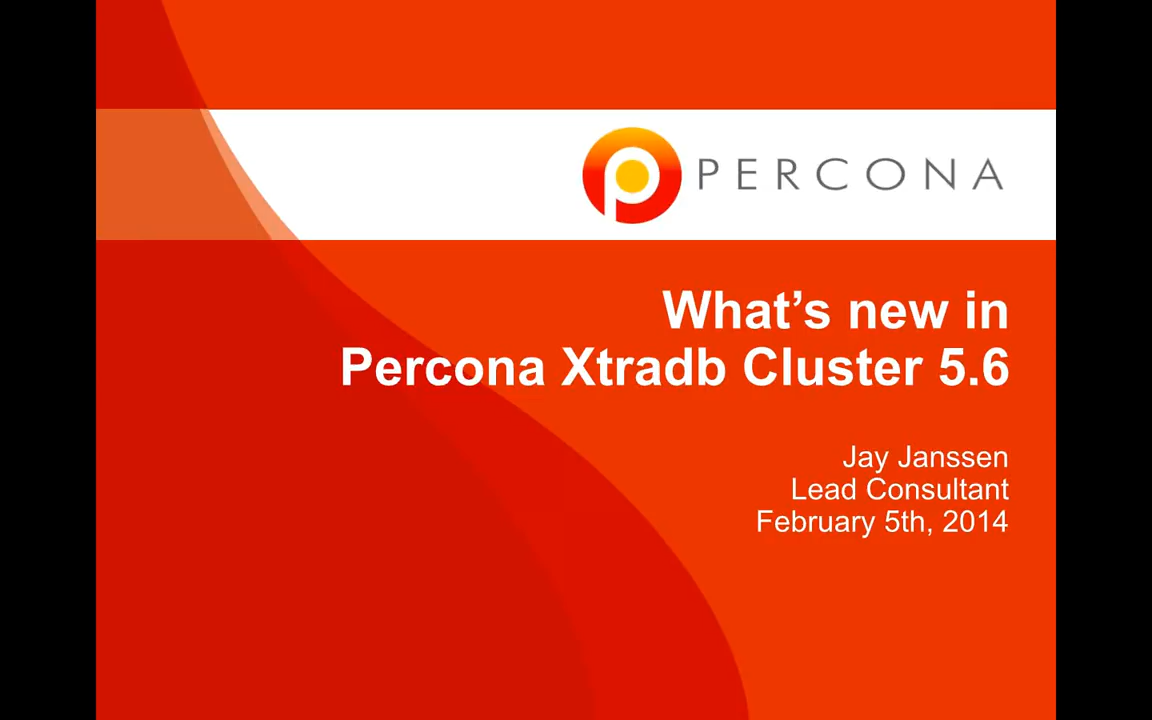 PERCONA
What’s new in
Percona Xtradb Cluster 5.6
Jay Janssen
Lead Consultant
February 5th, 2014